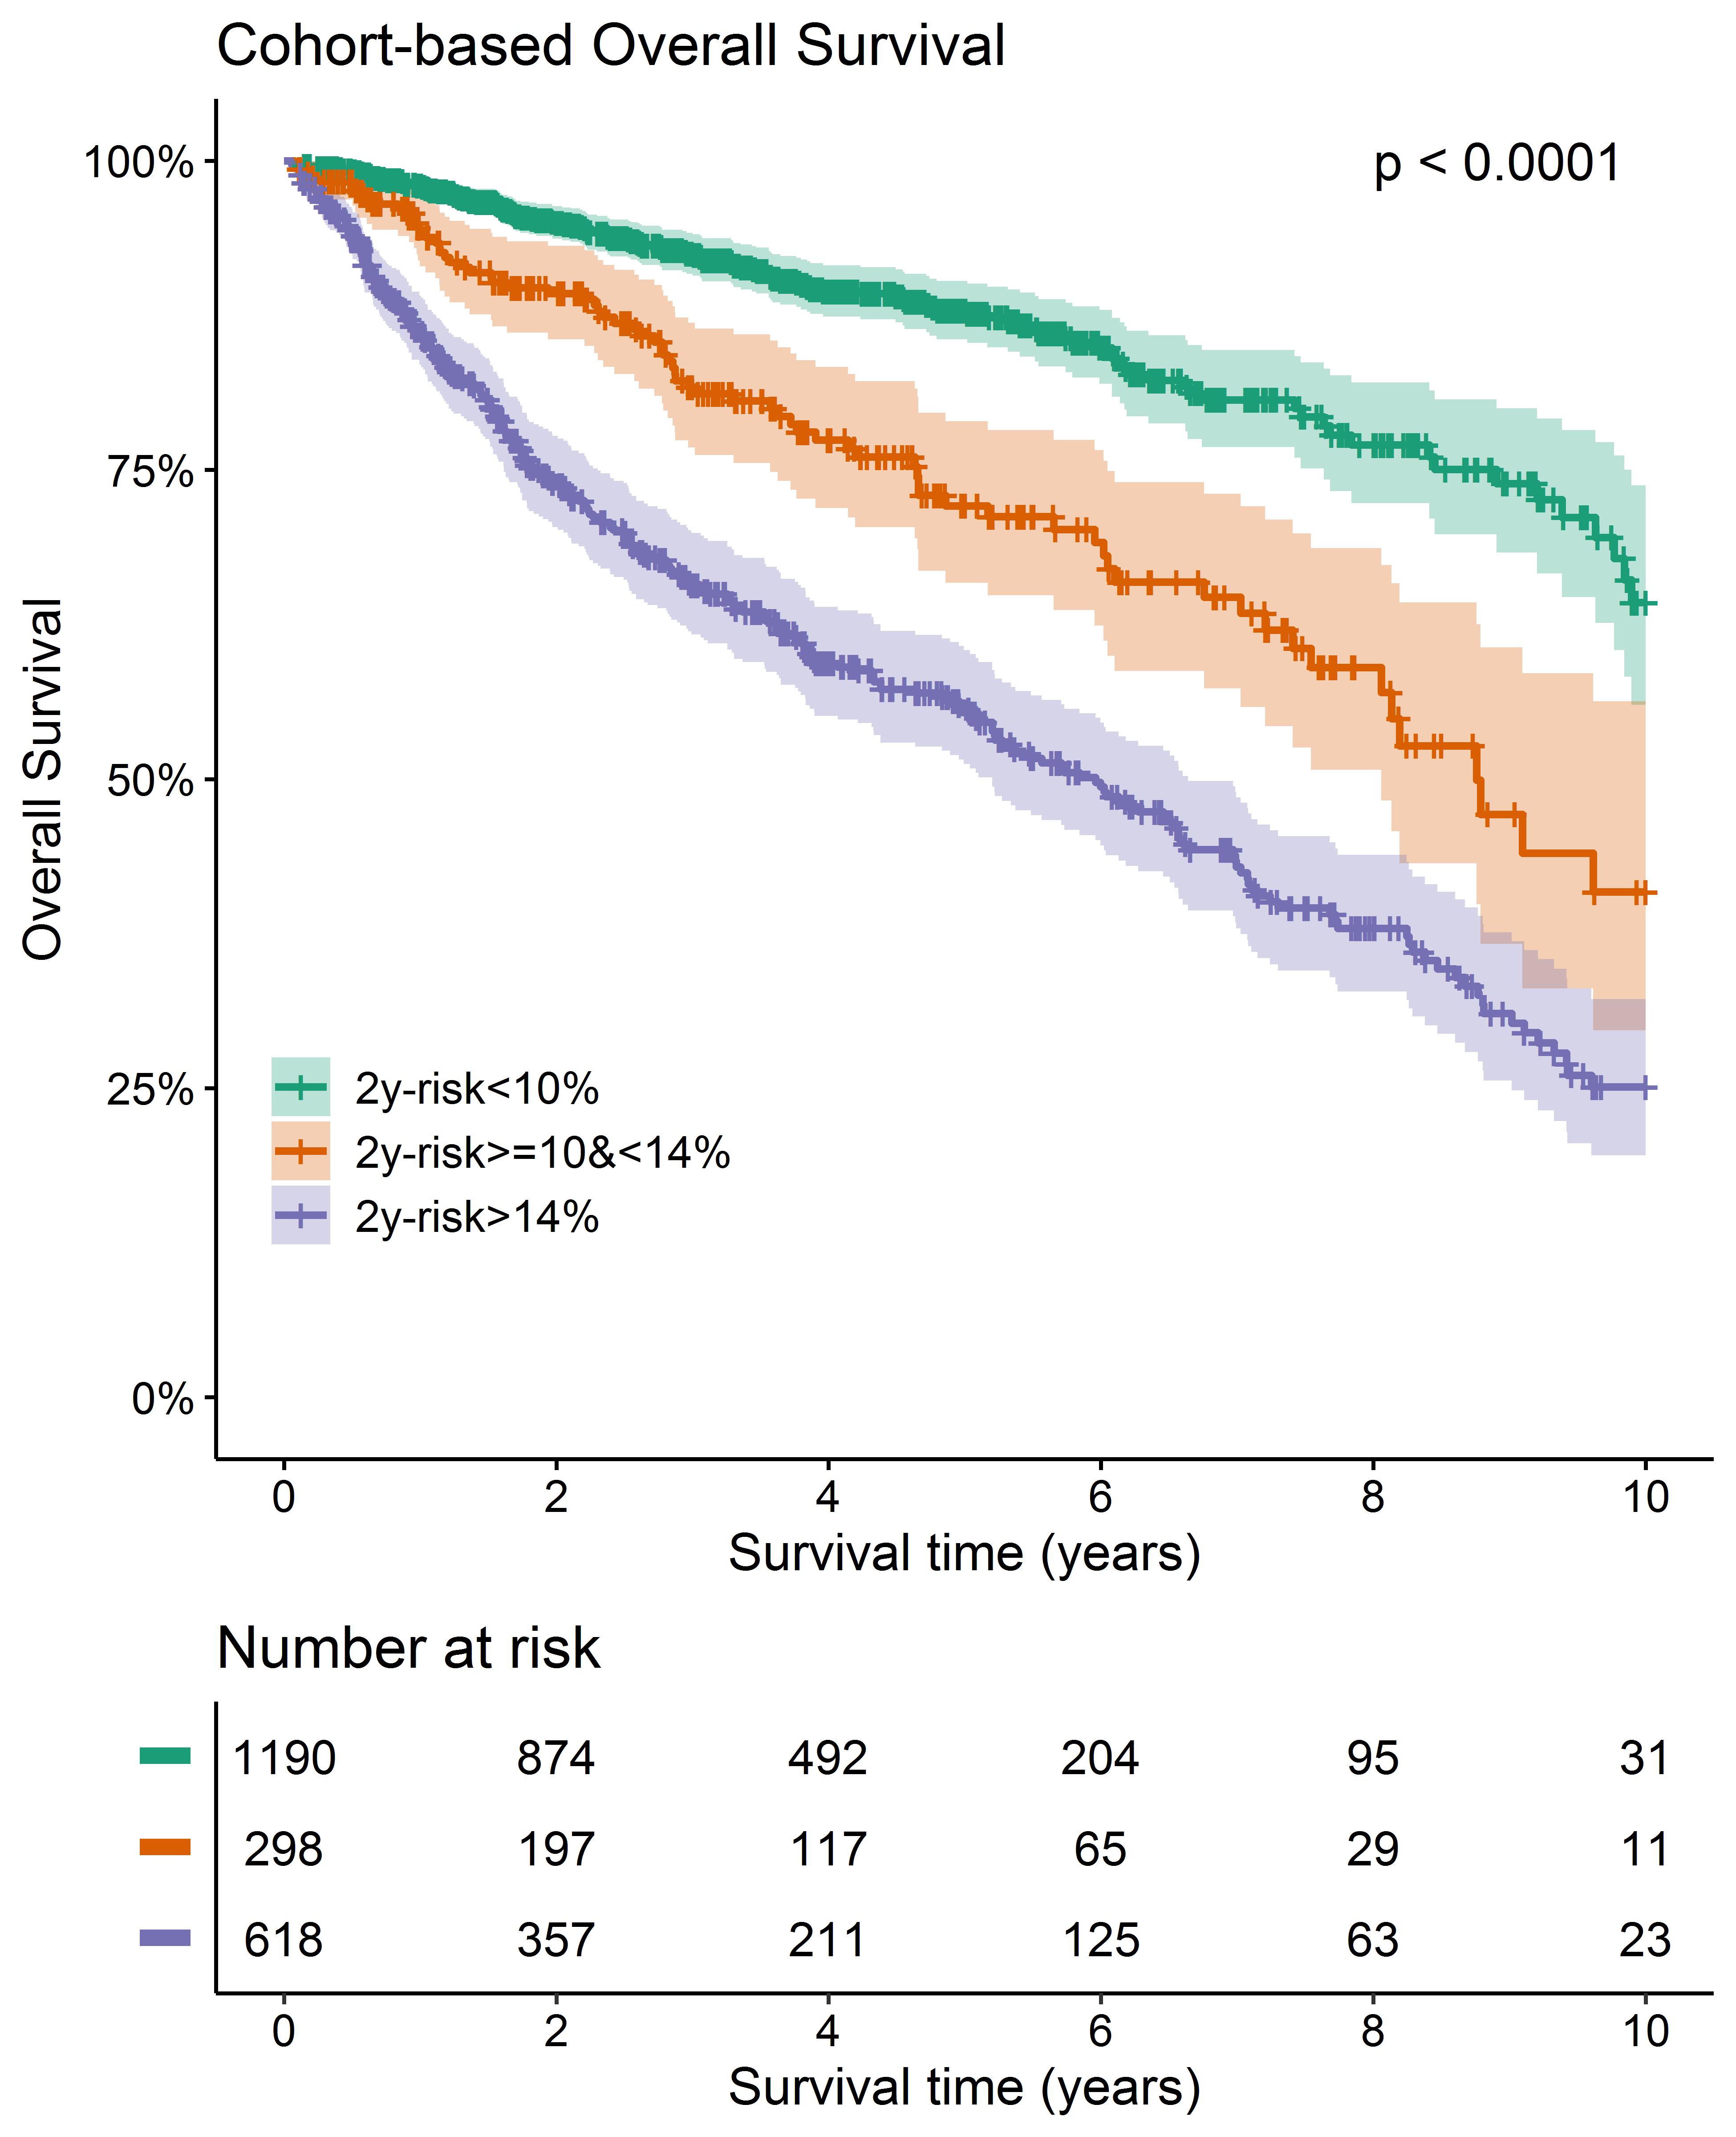 Cohort-based Overall Survival
p < 0.0001
100%
75%
50%
25%
0%
Overall Survival
2y-risk<10%
2y-risk>=10&<14%
2y-risk>14%
0 2 4 6 8 10
Survival time (years)
Number at risk
1190 874 492 204 95 31
298 197 117 65 29 11
618 357 211 125 63 23
0 2 4 6 8 10
Survival time (years)